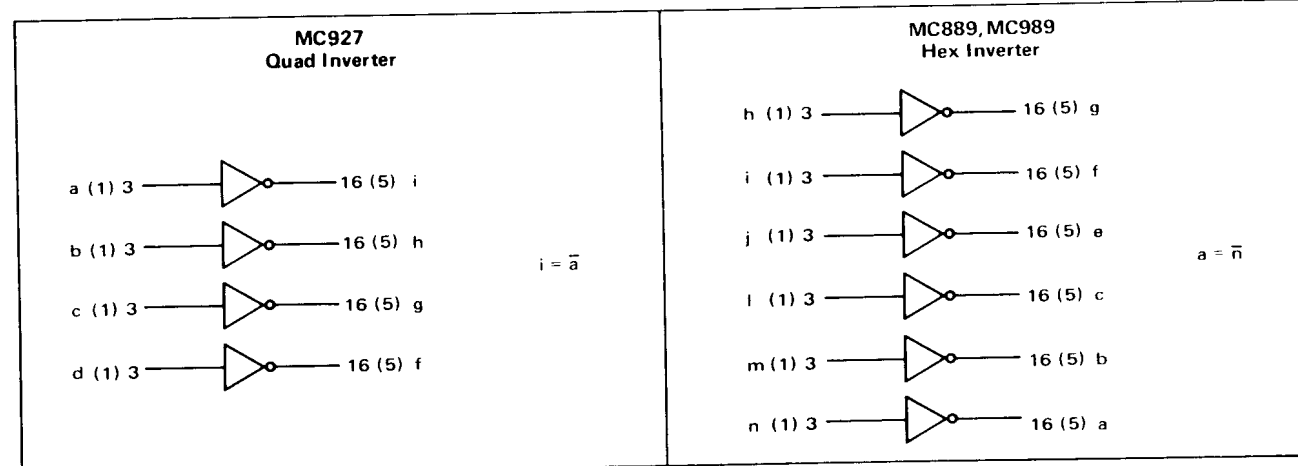 MC927
Quad Inverter
a (1) 3 16 (5) i
b (1) 3 16 (5) h
c (1) 3 16 (5) g
d (1) 3 16 (5) f
i = a̅
MC889, MC989
Hex Inverter
h (1) 3 16 (5) g
i (1) 3 16 (5) f
j (1) 3 16 (5) e
l (1) 3 16 (5) c
m (1) 3 16 (5) b
n (1) 3 16 (5) a
a = n̅